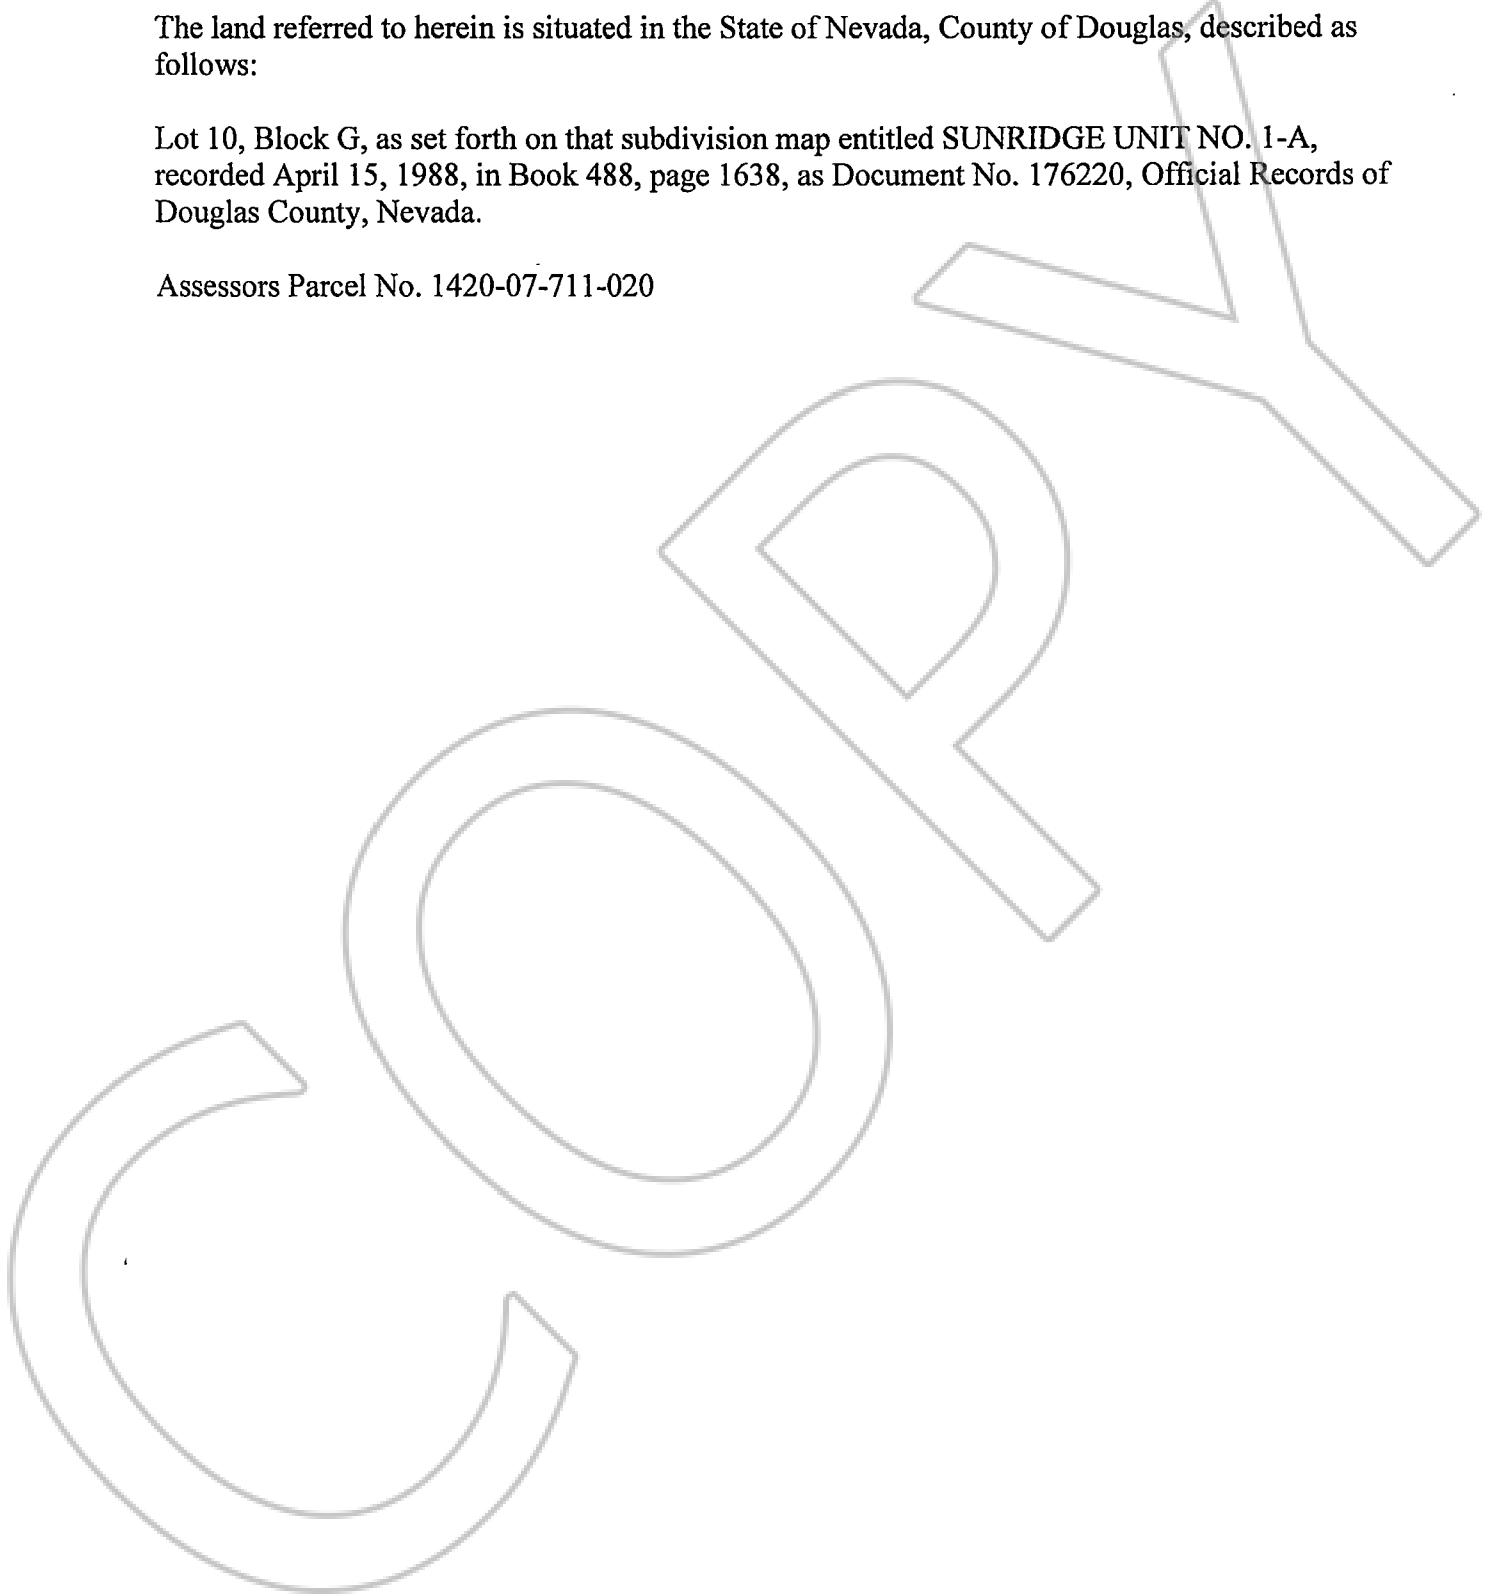 The land referred to herein is situated in the State of Nevada, County of Douglas, described as
follows:
Lot 10, Block G, as set forth on that subdivision map entitled SUNRIDGE UNIT NO. 1-A,
recorded April 15, 1988, in Book 488, page 1638, as Document No. 176220, Official Records of
Douglas County, Nevada.
Assessors Parcel No. 1420-07-711-020
COPY